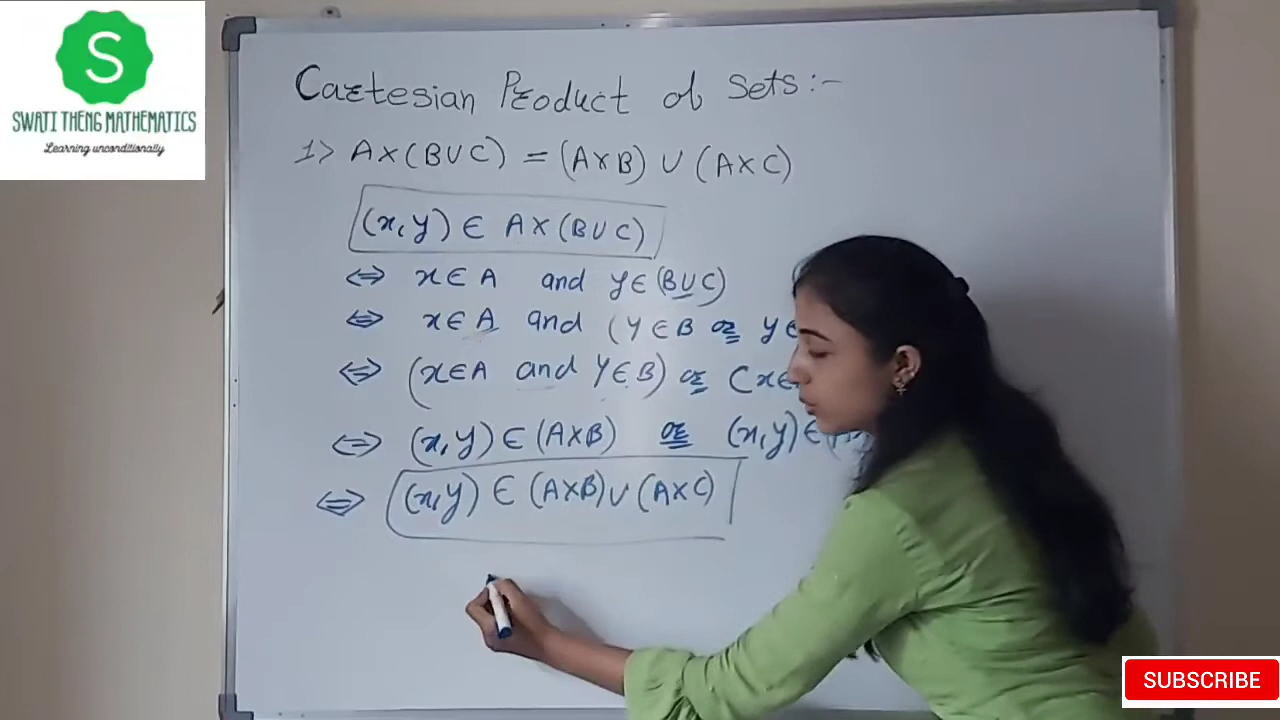 S
SWATI THENG MATHEMATICS
Learning unconditionally
Cartesian Product of Sets:-
1> A×(B∪C) = (A×B) ∪ (A×C)
(x,y) ∈ A×(B∪C)
⇔ x∈A and y∈(B∪C)
⇔ x∈A and (y∈B or y∈
⇔ (x∈A and y∈B) or (x∈
⇔ (x,y)∈(A×B) or (x,y)∈(A×
⇔ (x,y) ∈ (A×B)∪(A×C)
SUBSCRIBE